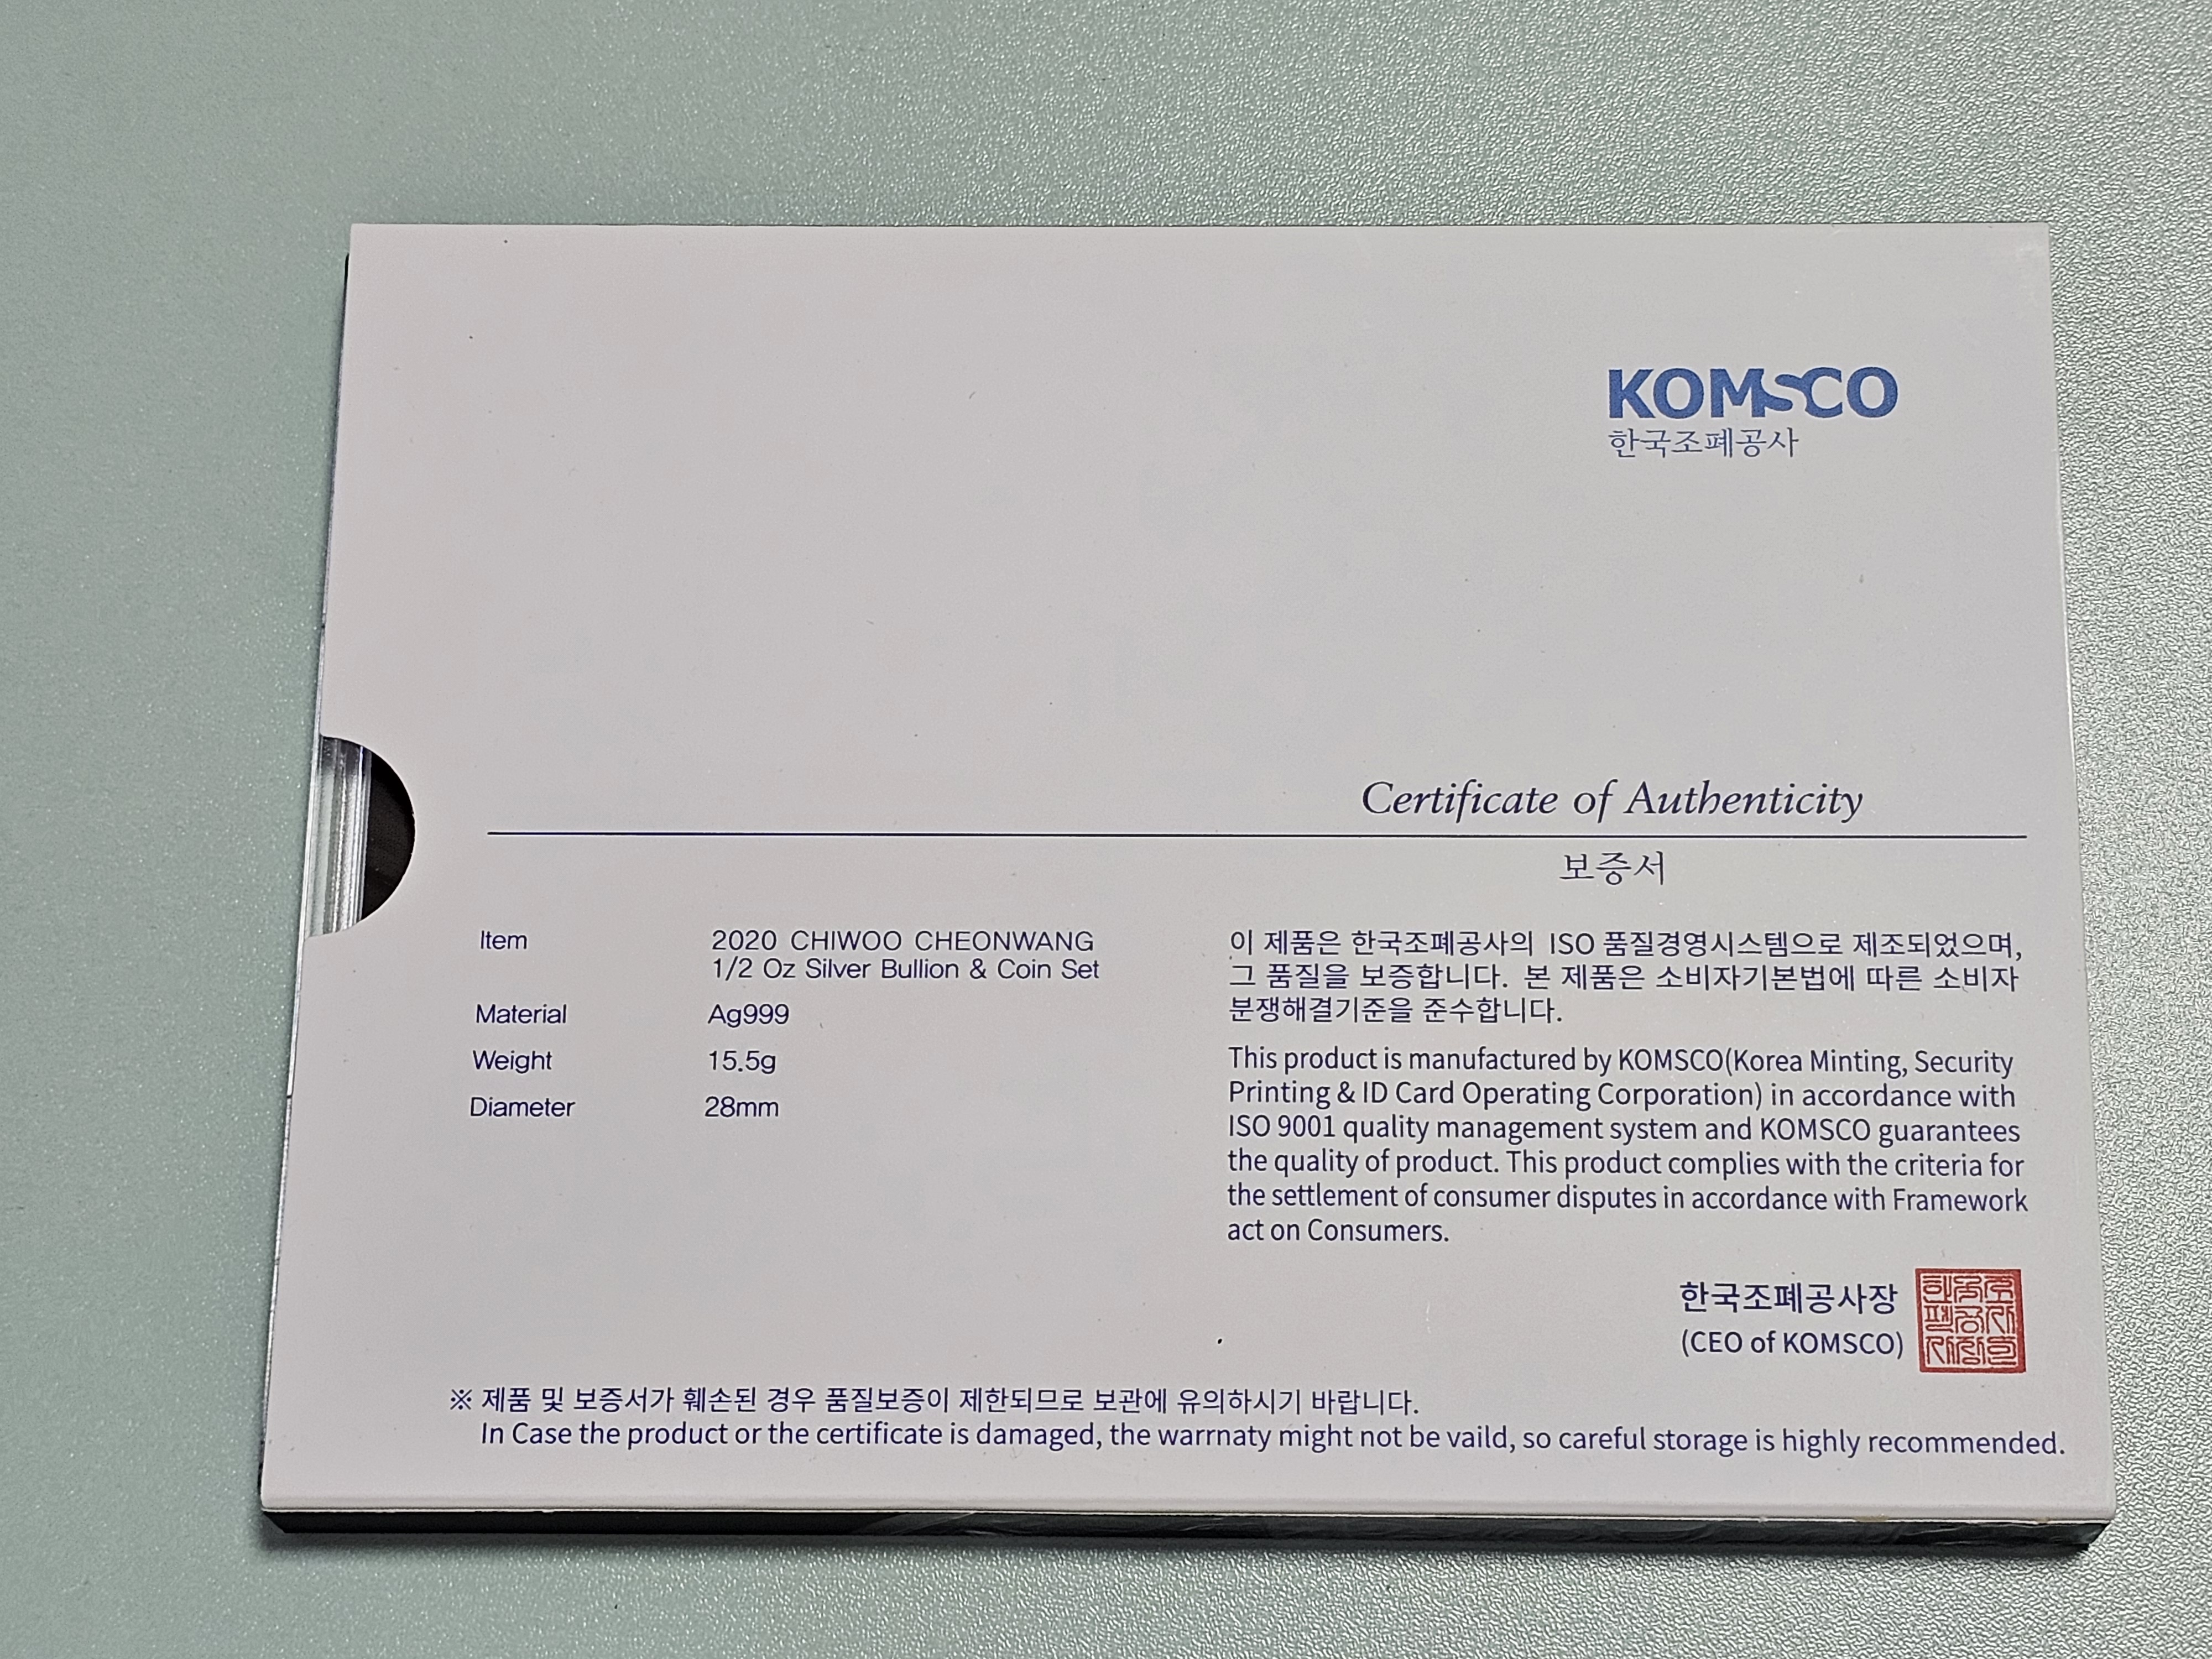 KOMSCO
한국조폐공사
Certificate of Authenticity
보증서
Item 2020 CHIWOO CHEONWANG
1/2 Oz Silver Bullion & Coin Set
Material Ag999
Weight 15.5g
Diameter 28mm
이 제품은 한국조폐공사의 ISO 품질경영시스템으로 제조되었으며,
그 품질을 보증합니다. 본 제품은 소비자기본법에 따른 소비자
분쟁해결기준을 준수합니다.
This product is manufactured by KOMSCO(Korea Minting, Security
Printing & ID Card Operating Corporation) in accordance with
ISO 9001 quality management system and KOMSCO guarantees
the quality of product. This product complies with the criteria for
the settlement of consumer disputes in accordance with Framework
act on Consumers.
한국조폐공사장
(CEO of KOMSCO)
※ 제품 및 보증서가 훼손된 경우 품질보증이 제한되므로 보관에 유의하시기 바랍니다.
In Case the product or the certificate is damaged, the warrnaty might not be vaild, so careful storage is highly recommended.